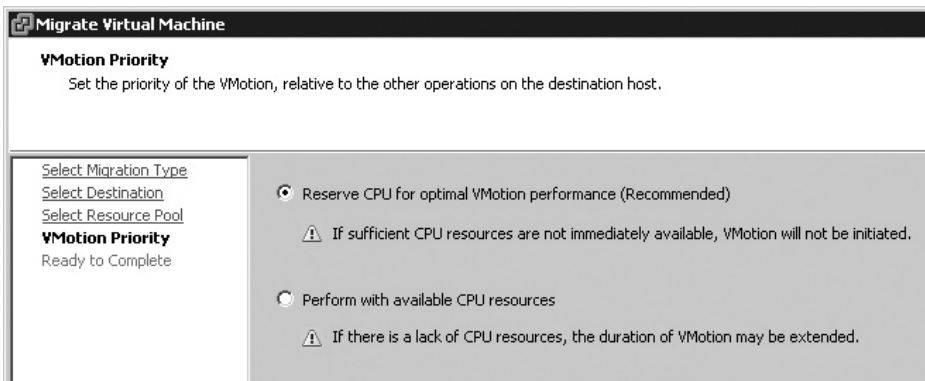 Migrate Virtual Machine
VMotion Priority
Set the priority of the VMotion, relative to the other operations on the destination host.
Select Migration Type
Select Destination
Select Resource Pool
VMotion Priority
Ready to Complete
Reserve CPU for optimal VMotion performance (Recommended)
If sufficient CPU resources are not immediately available, VMotion will not be initiated.
Perform with available CPU resources
If there is a lack of CPU resources, the duration of VMotion may be extended.